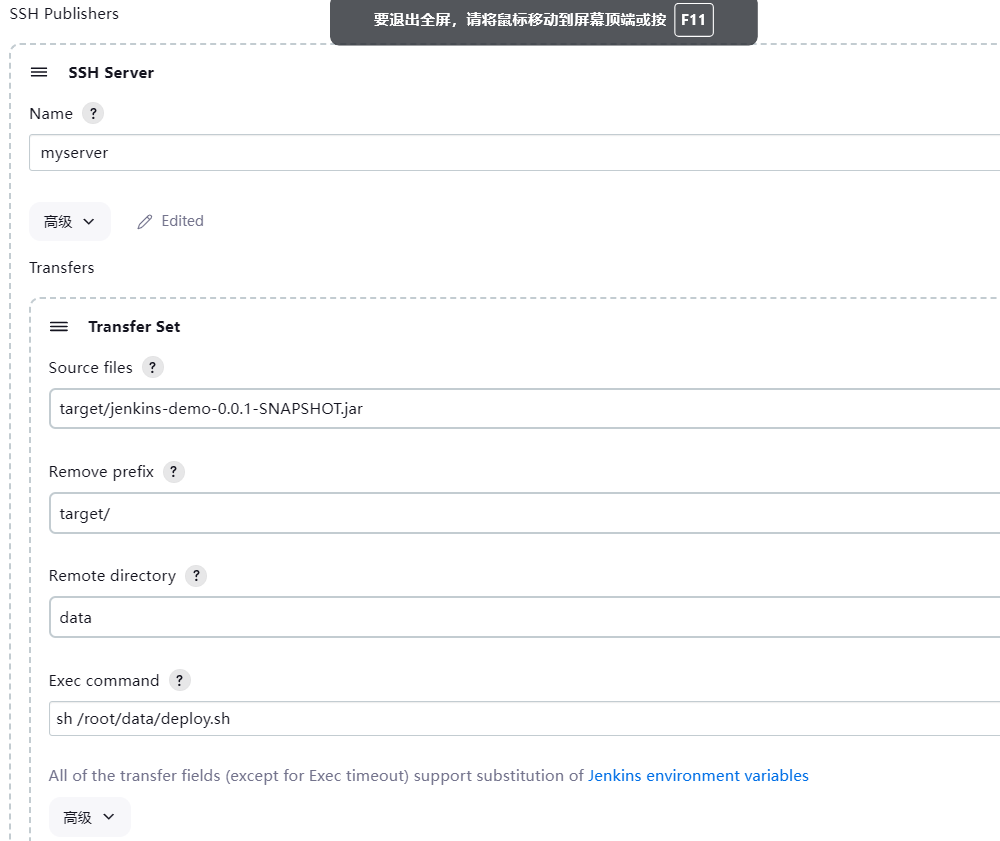 SSH Publishers
要退出全屏，请将鼠标移动到屏幕顶端或按 F11
SSH Server
Name ?
myserver
高级 Edited
Transfers
Transfer Set
Source files ?
target/jenkins-demo-0.0.1-SNAPSHOT.jar
Remove prefix ?
target/
Remote directory ?
data
Exec command ?
sh /root/data/deploy.sh
All of the transfer fields (except for Exec timeout) support substitution of Jenkins environment variables
高级